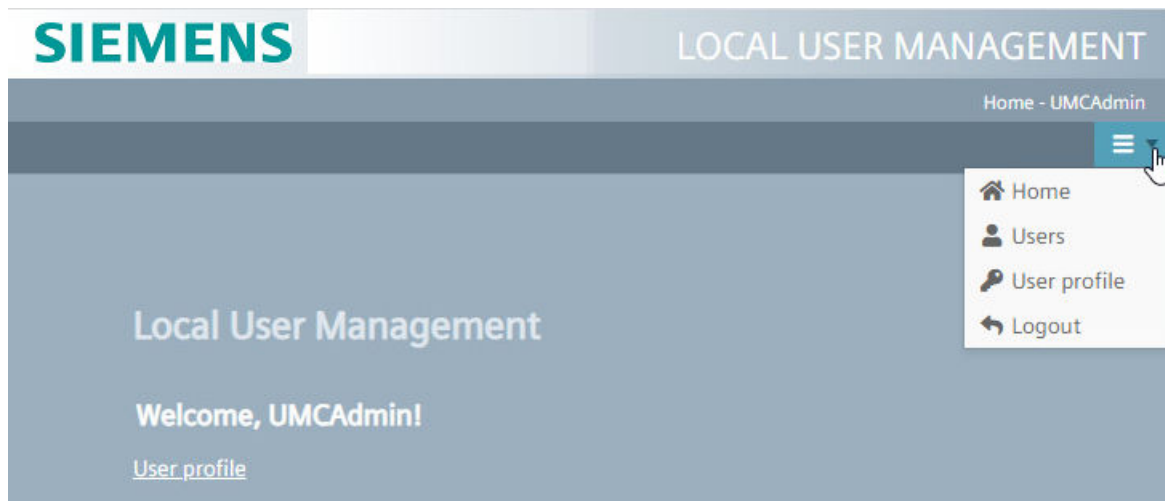 SIEMENS
LOCAL USER MANAGEMENT
Home - UMCAdmin
Home
Users
User profile
Logout
Local User Management
Welcome, UMCAdmin!
User profile